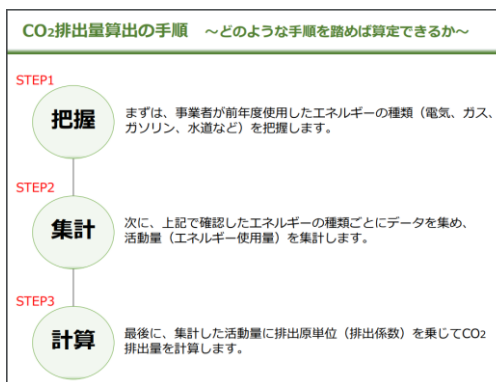 CO₂排出量算出の手順 ～どのような手順を踏めば算定できるか～
STEP1
把握
まずは、事業者が前年度使用したエネルギーの種類（電気、ガス、
ガソリン、水道など）を把握します。
STEP2
集計
次に、上記で確認したエネルギーの種類ごとにデータを集め、
活動量（エネルギー使用量）を集計します。
STEP3
計算
最後に、集計した活動量に排出原単位（排出係数）を乗じてCO₂
排出量を計算します。